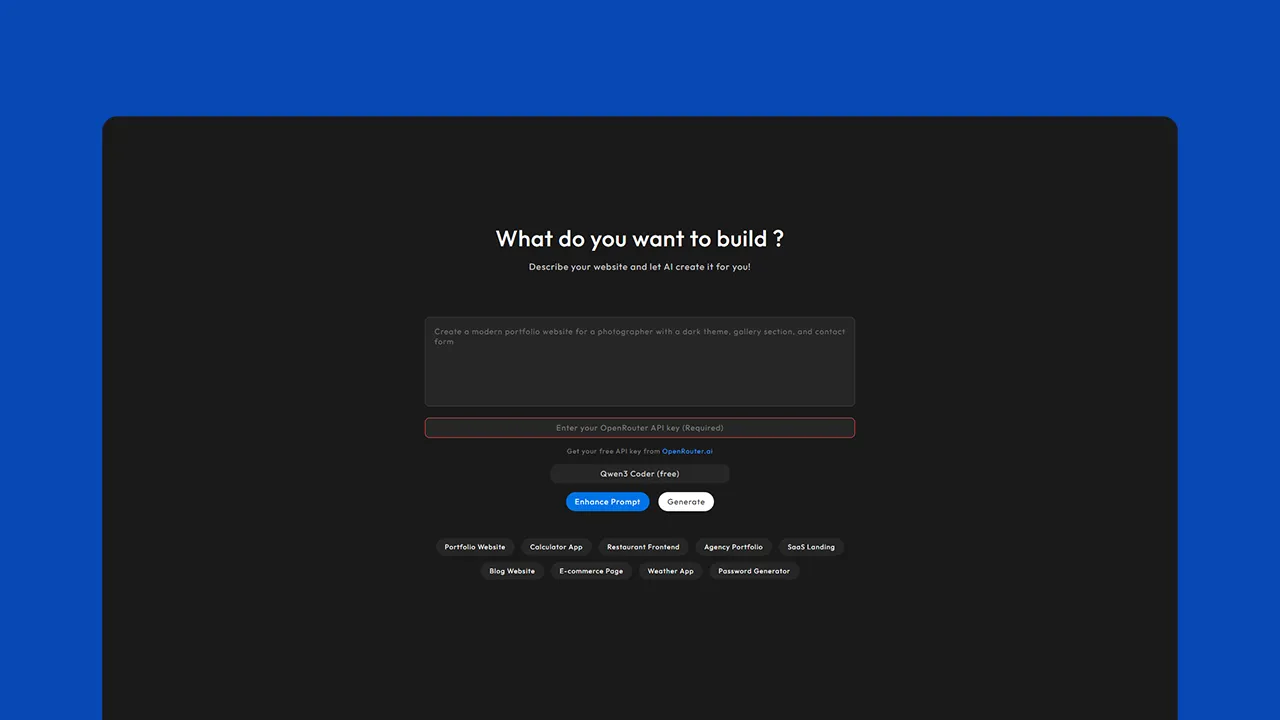 What do you want to build ?
Describe your website and let AI create it for you!
Create a modern portfolio website for a photographer with a dark theme, gallery section, and contact
form
Enter your OpenRouter API key (Required)
Get your free API key from OpenRouter.ai
Qwen3 Coder (free)
Enhance Prompt Generate
Portfolio Website Calculator App Restaurant Frontend Agency Portfolio SaaS Landing
Blog Website E-commerce Page Weather App Password Generator